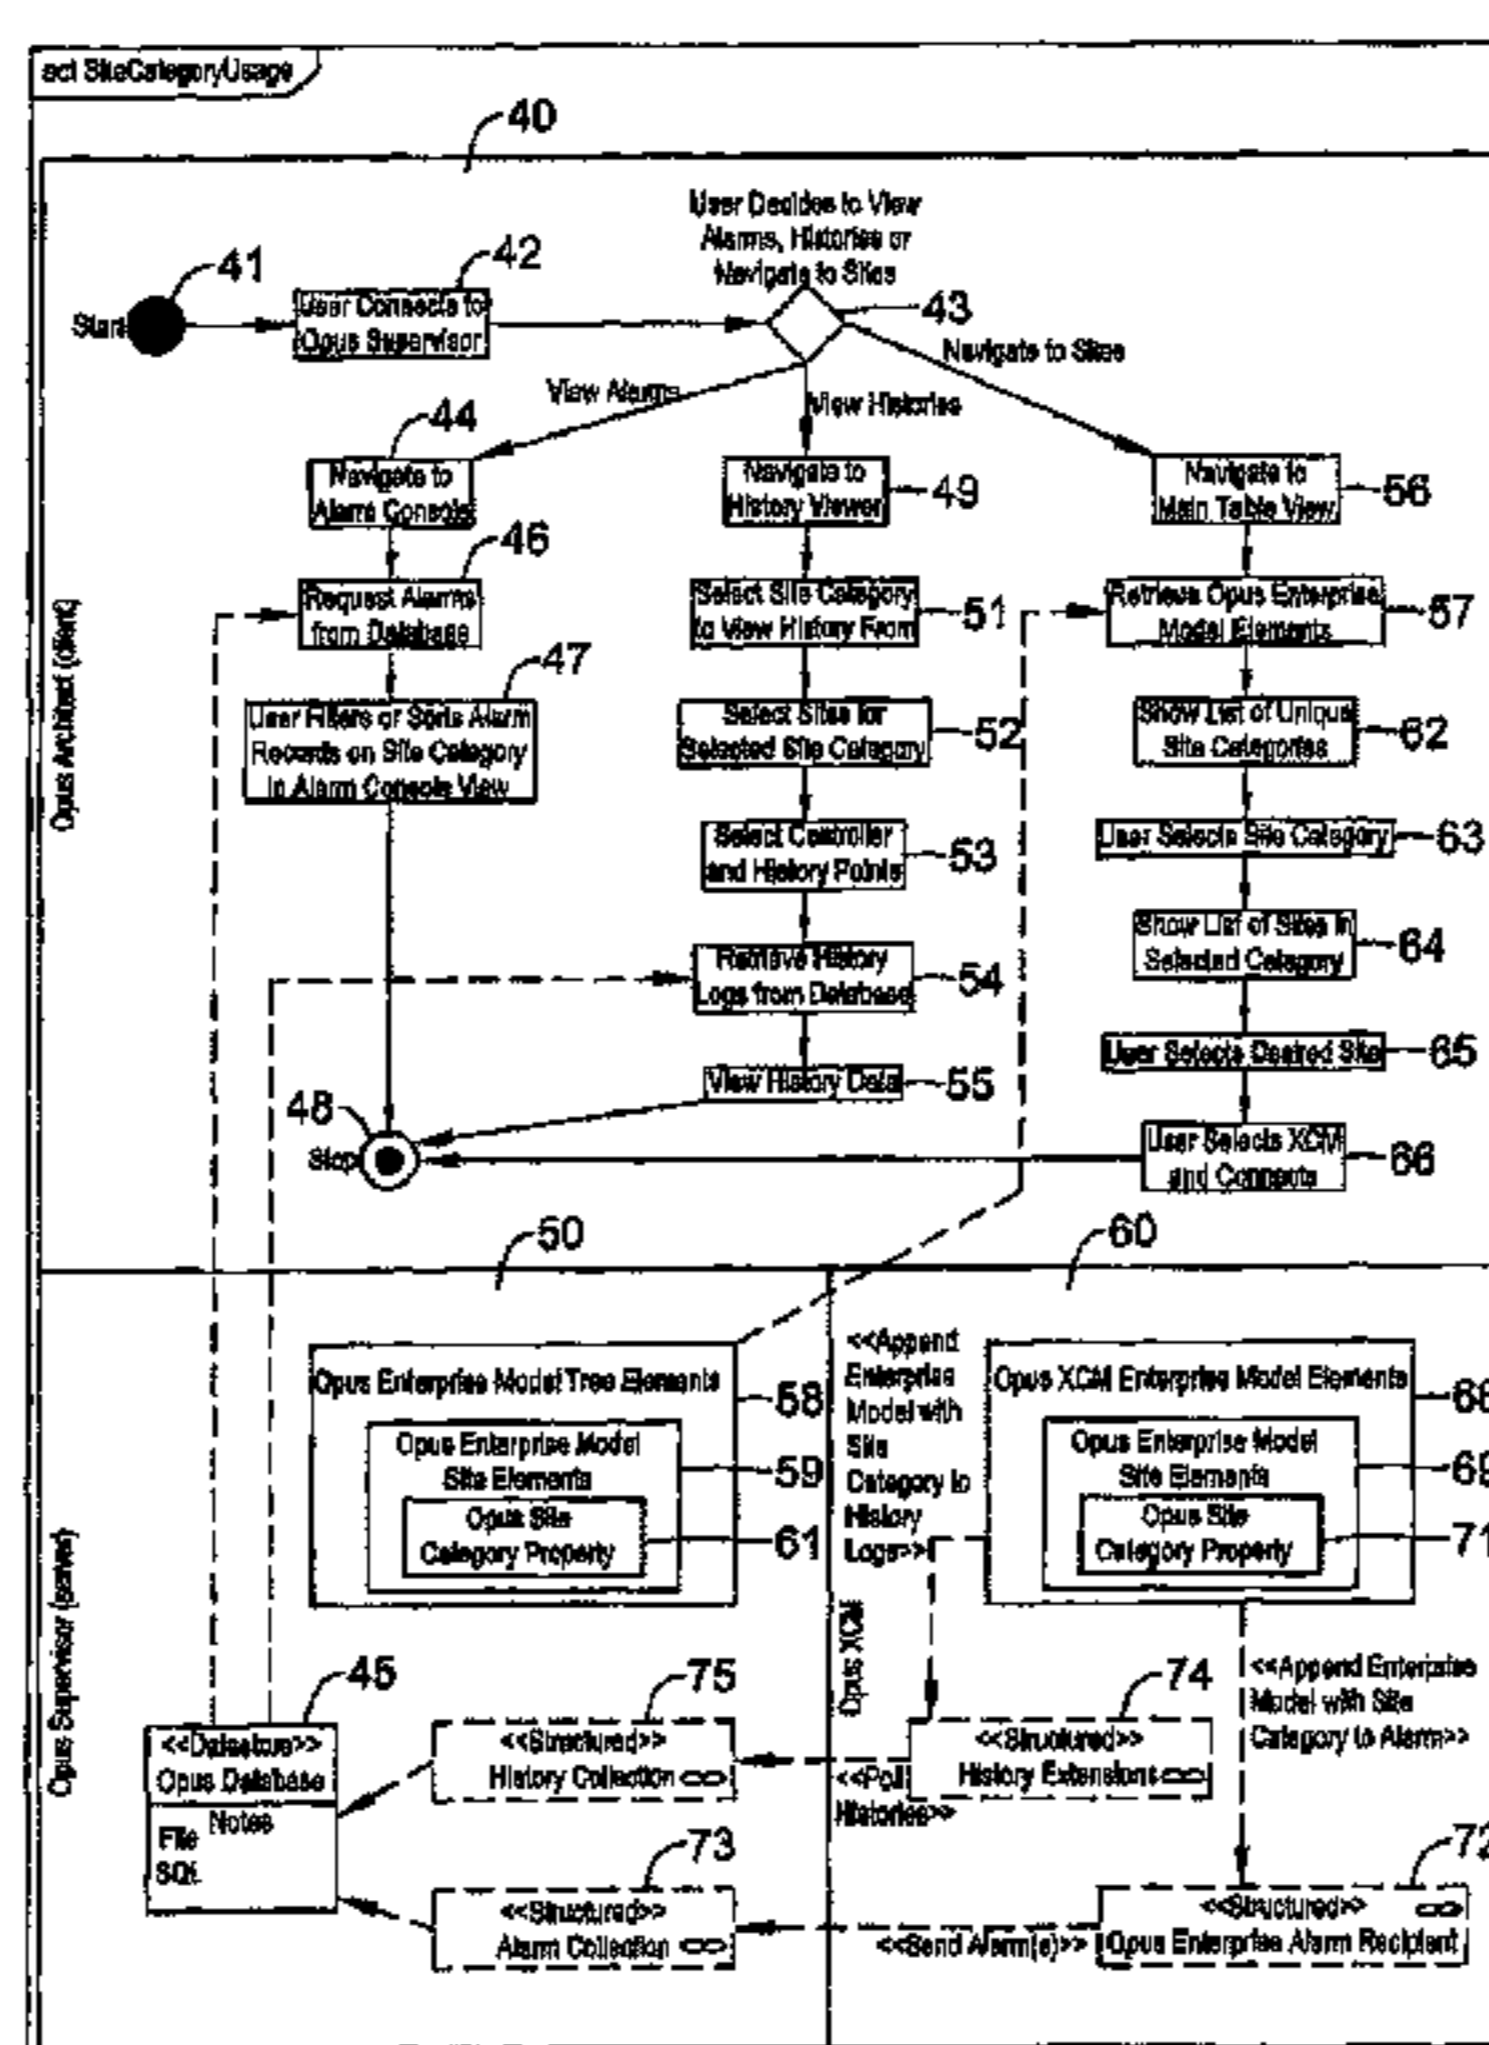 act SiteCategoryUsage
40
User Decides to View
Alarms, Histories or
Navigate to Sites
41
Start
42
User Connects to
Opus Supervisor
43
View Alarms
View Histories
Navigate to Sites
44
Navigate to
Alarm Console
Navigate to
History Viewer
49
Navigate to
Main Table View
56
46
Request Alarms
from Database
Select Site Category
to View History From
51
Retrieve Opus Enterprise
Model Elements
57
47
User Filters or Sorts Alarm
Records on Site Category
in Alarm Console View
Select Sites for
Selected Site Category
52
Show List of Unique
Site Categories
62
Select Controller
and History Points
53
User Selects Site Category
63
Show List of Sites in
Selected Category
64
Retrieve History
Logs from Database
54
User Selects Desired Site
65
View History Data
55
48
Stop
User Selects XCM
and Connects
66
Opus Architect (client)
50
60
Opus Enterprise Model Tree Elements
58
Opus Enterprise Model
Site Elements
59
Opus Site
Category Property
61
<<Append
Enterprise
Model with
Site
Category to
History
Logs>>
Opus XCM Enterprise Model Elements
68
Opus Enterprise Model
Site Elements
69
Opus Site
Category Property
71
Opus Supervisor (server)
Opus XCM
45
<<Datastore>>
Opus Database
Notes
File
SQL
75
<<Structured>>
History Collection
74
<<Structured>>
History Extensions
<<Poll
Histories>>
<<Append Enterprise
Model with Site
Category to Alarm>>
73
<<Structured>>
Alarm Collection
<<Send Alarm(s)>>
72
<<Structured>>
Opus Enterprise Alarm Recipient